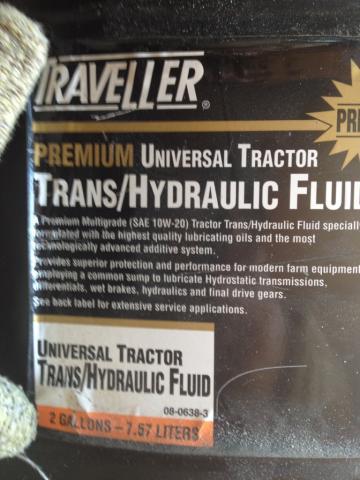 TRAVELLER®
PREMIUM UNIVERSAL TRACTOR
TRANS/HYDRAULIC FLUID
A Premium Multigrade (SAE 10W-20) Tractor Trans/Hydraulic Fluid speciall
formulated with the highest quality lubricating oils and the most
technologically advanced additive system.
Provides superior protection and performance for modern farm equipment
employing a common sump to lubricate Hydrostatic transmissions,
differentials, wet brakes, hydraulics and final drive gears.
See back label for extensive service applications.
PRE
UNIVERSAL TRACTOR
TRANS/HYDRAULIC FLUID
08-0638-3
2 GALLONS – 7.57 LITERS